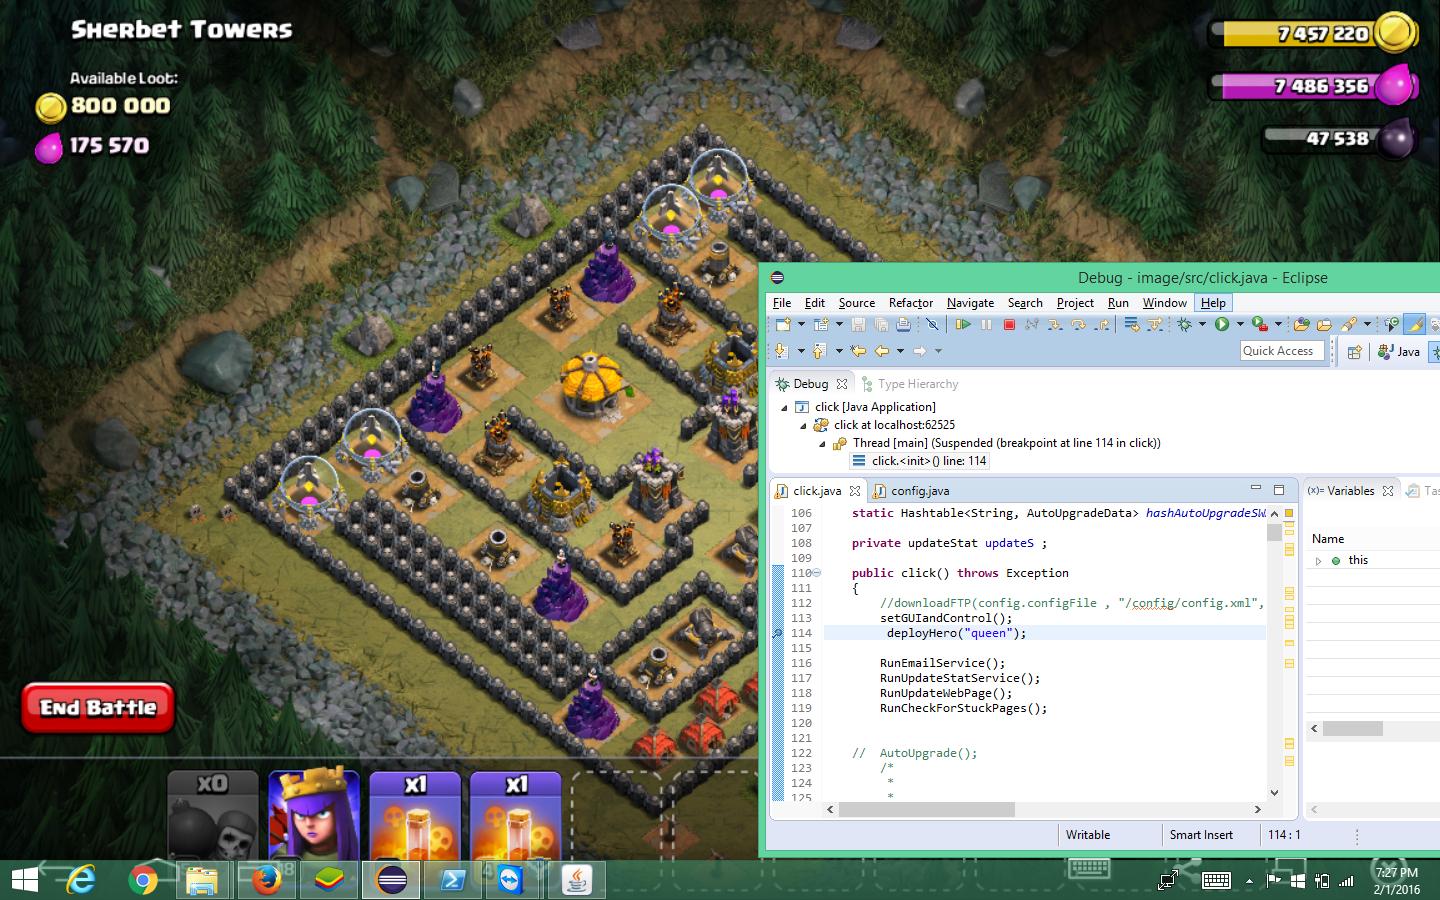 Sherbet Towers
Available Loot:
800 000
175 570
7 457 220
7 486 356
47 538
End Battle
x0
x1
x1
Debug - image/src/click.java - Eclipse
File Edit Source Refactor Navigate Search Project Run Window Help
Quick Access
Java
Debug
Type Hierarchy
click [Java Application]
click at localhost:62525
Thread [main] (Suspended (breakpoint at line 114 in click))
click.<init>() line: 114
click.java
config.java
106 static Hashtable<String, AutoUpgradeData> hashAutoUpgradeSW
107
108 private updateStat updateS ;
109
110 public click() throws Exception
111 {
112 //downloadFTP(config.configFile , "/config/config.xml",
113 setGUIandControl();
114 deployHero("queen");
115
116 RunEmailService();
117 RunUpdateStatService();
118 RunUpdateWebPage();
119 RunCheckForStuckPages();
120
121
122 // AutoUpgrade();
123 /*
124 *
125 *
(x)= Variables
Tas
Name
this
Writable
Smart Insert
114 : 1
7:27 PM
2/1/2016